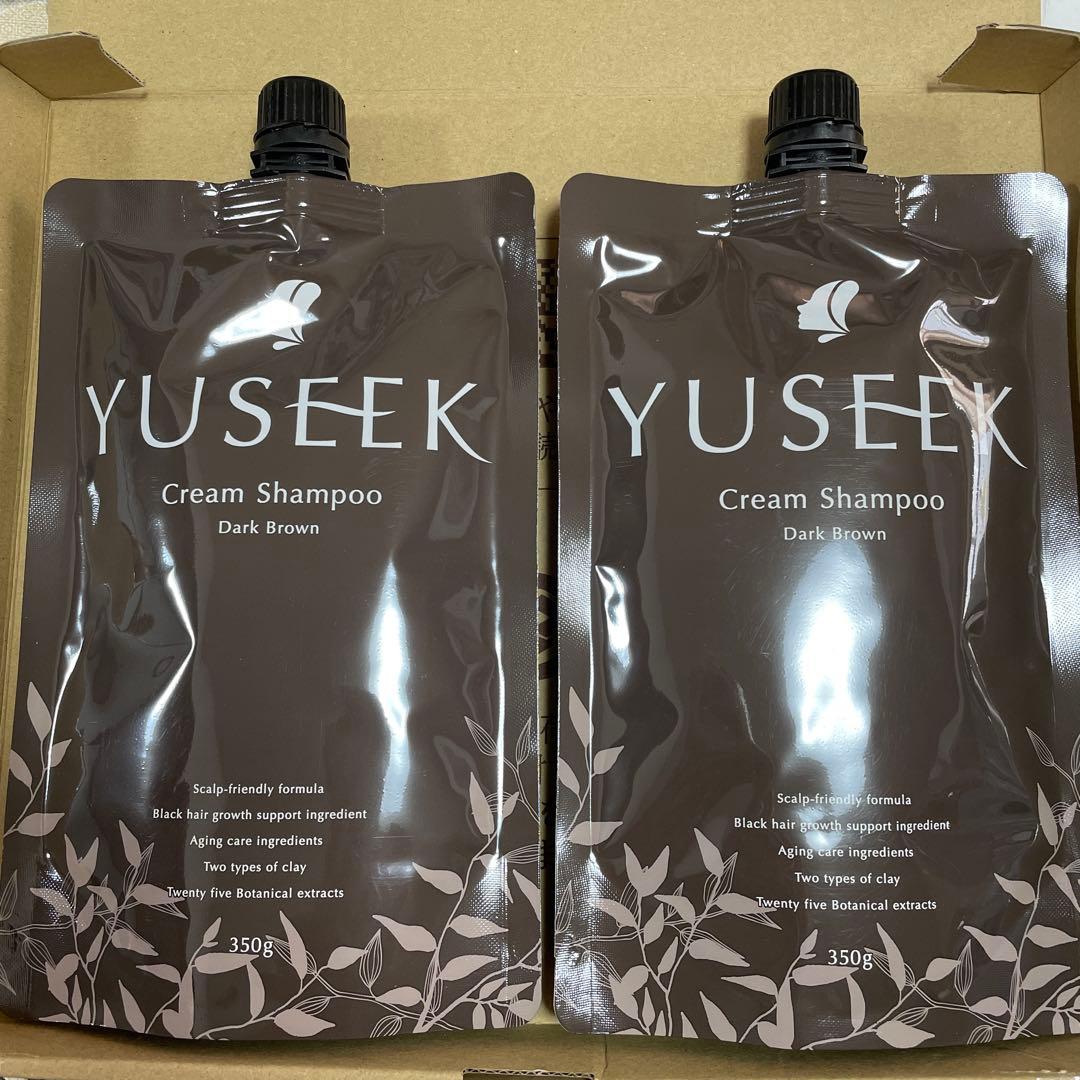 YUSEEK
Cream Shampoo
Dark Brown
Scalp-friendly formula
Black hair growth support ingredient
Aging care ingredients
Two types of clay
Twenty five Botanical extracts
350g
YUSEEK
Cream Shampoo
Dark Brown
Scalp-friendly formula
Black hair growth support ingredient
Aging care ingredients
Two types of clay
Twenty five Botanical extracts
350g